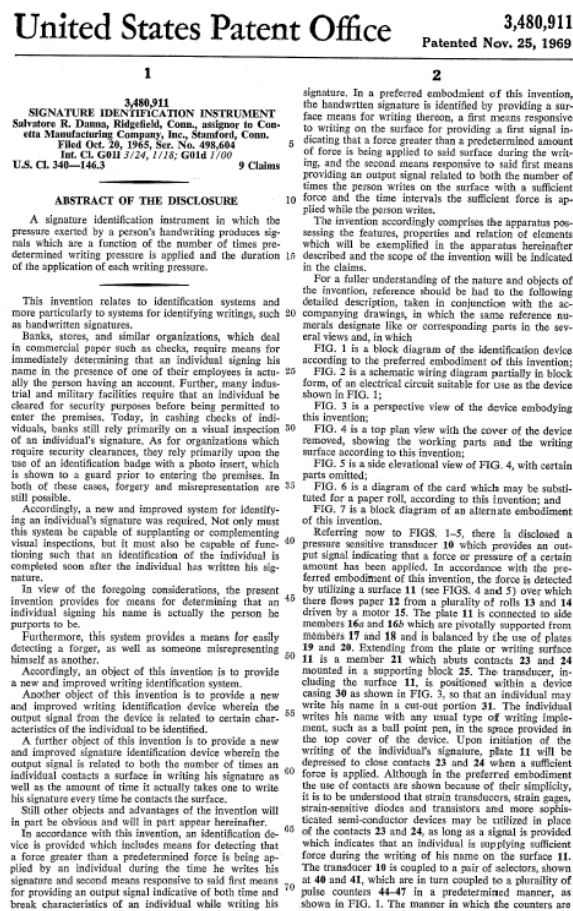 United States Patent Office
3,480,911
Patented Nov. 25, 1969
1
3,480,911
SIGNATURE IDENTIFICATION INSTRUMENT
Salvatore R. Danna, Ridgefield, Conn., assignor to Con-
etta Manufacturing Company, Inc., Stamford, Conn.
Filed Oct. 20, 1965, Ser. No. 498,604
Int. Cl. G01l 3/24, 1/18; G01d 1/00
U.S. Cl. 340—146.3 9 Claims
ABSTRACT OF THE DISCLOSURE
A signature identification instrument in which the
pressure exerted by a person's handwriting produces sig-
nals which are a function of the number of times pre-
determined writing pressure is applied and the duration
of the application of each writing pressure.
This invention relates to identification systems and
more particularly to systems for identifying writings, such
as handwritten signatures.
Banks, stores, and similar organizations, which deal
in commercial paper such as checks, require means for
immediately determining that an individual signing his
name in the presence of one of their employees is actu-
ally the person having an account. Further, many indus-
trial and military facilities require that an individual be
cleared for security purposes before being permitted to
enter the premises. Today, in cashing checks of indi-
viduals, banks still rely primarily on a visual inspection
of an individual's signature. As for organizations which
require security clearances, they rely primarily upon the
use of an identification badge with a photo insert, which
is shown to a guard prior to entering the premises. In
both of these cases, forgery and misrepresentation are
still possible.
Accordingly, a new and improved system for identify-
ing an individual's signature was required. Not only must
this system be capable of supplanting or complementing
visual inspections, but it must also be capable of func-
tioning such that an identification of the individual is
completed soon after the individual has written his sig-
nature.
In view of the foregoing considerations, the present
invention provides for means for determining that an
individual signing his name is actually the person he
purports to be.
Furthermore, this system provides a means for easily
detecting a forger, as well as someone misrepresenting
himself as another.
Accordingly, an object of this invention is to provide
a new and improved writing identification system.
Another object of this invention is to provide a new
and improved writing identification device wherein the
output signal from the device is related to certain char-
acteristics of the individual to be identified.
A further object of this invention is to provide a new
and improved signature identification device wherein the
output signal is related to both the number of times an
individual contacts a surface in writing his signature as
well as the amount of time it actually takes one to write
his signature every time he contacts the surface.
Still other objects and advantages of the invention will
in part be obvious and will in part appear hereinafter.
In accordance with this invention, an identification de-
vice is provided which includes means for detecting that
a force greater than a predetermined force is being ap-
plied by an individual during the time he writes his
signature and second means responsive to said first means
for providing an output signal indicative of both time and
break characteristics of an individual while writing his
5
10
15
20
25
30
35
40
45
50
55
60
65
70
2
signature. In a preferred embodiment of this invention,
the handwritten signature is identified by providing a sur-
face means for writing thereon, a first means responsive
to writing on the surface for providing a first signal in-
dicating that a force greater than a predetermined amount
of force is being applied to said surface during the writ-
ing, and the second means responsive to said first means
providing an output signal related to both the number of
times the person writes on the surface with a sufficient
force and the time intervals the sufficient force is ap-
plied while the person writes.
The invention accordingly comprises the apparatus pos-
sessing the features, properties and relation of elements
which will be exemplified in the apparatus hereinafter
described and the scope of the invention will be indicated
in the claims.
For a fuller understanding of the nature and objects of
the invention, reference should be had to the following
detailed description, taken in conjunction with the ac-
companying drawings, in which the same reference nu-
merals designate like or corresponding parts in the sev-
eral views and, in which
FIG. 1 is a block diagram of the identification device
according to the preferred embodiment of this invention;
FIG. 2 is a schematic wiring diagram partially in block
form, of an electrical circuit suitable for use as the device
shown in FIG. 1;
FIG. 3 is a perspective view of the device embodying
this invention;
FIG. 4 is a top plan view with the cover of the device
removed, showing the working parts and the writing
surface according to this invention;
FIG. 5 is a side elevational view of FIG. 4, with certain
parts omitted;
FIG. 6 is a diagram of the card which may be substi-
tuted for a paper roll, according to this invention; and
FIG. 7 is a block diagram of an alternate embodiment
of this invention.
Referring now to FIGS. 1–5, there is disclosed a
pressure sensitive transducer 10 which provides an out-
put signal indicating that a force or pressure of a certain
amount has been applied. In accordance with the pre-
ferred embodiment of this invention, the force is detected
by utilizing a surface 11 (see FIGS. 4 and 5) over which
there flows paper 12 from a plurality of rolls 13 and 14
driven by a motor 15. The plate 11 is connected to side
members 16a and 16b which are pivotally supported from
members 17 and 18 and is balanced by the use of plates
19 and 20. Extending from the plate or writing surface
11 is a member 21 which abuts contacts 23 and 24
mounted in a supporting block 25. The transducer, in-
cluding the surface 11, is positioned within a device
casing 30 as shown in FIG. 3, so that an individual may
write his name in a cut-out portion 31. The individual
writes his name with any usual type of writing imple-
ment, such as a ball point pen, in the space provided in
the top cover of the device. Upon initiation of the
writing of the individual's signature, plate 11 will be
depressed to close contacts 23 and 24 when a sufficient
force is applied. Although in the preferred embodiment
the use of contacts are shown because of their simplicity,
it is to be understood that strain transducers, strain gages,
strain-sensitive diodes and transistors and more sophis-
ticated semi-conductor devices may be utilized in place
of the contacts 23 and 24, as long as a signal is provided
which indicates that an individual is supplying sufficient
force during the writing of his name on the surface 11.
The transducer 10 is coupled to a pair of selectors, shown
at 40 and 41, which are in turn coupled to a plurality of
pulse counters 44–47 in a predetermined manner, as
shown in FIG. 1. The manner in which the counters are